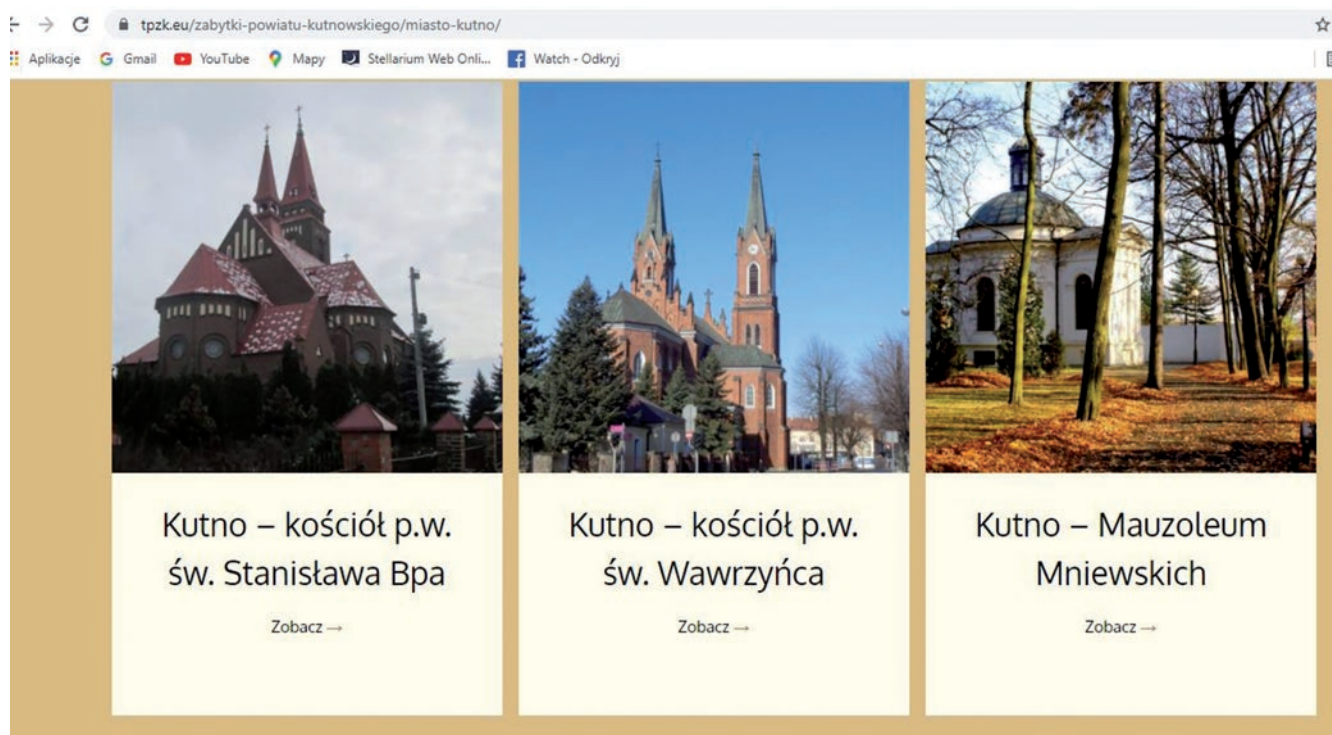 tpzk.eu/zabytki-powiatu-kutnowskiego/miasto-kutno/
Aplikacje Gmail YouTube Mapy Stellarium Web Onli... Watch - Odkryj
Kutno – kościół p.w.
św. Stanisława Bpa
Zobacz →
Kutno – kościół p.w.
św. Wawrzyńca
Zobacz →
Kutno – Mauzoleum
Mniewskich
Zobacz →